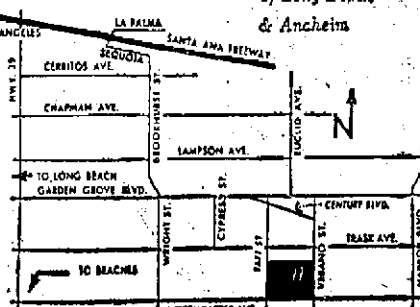 & Anaheim
LA PALMA
ANGELES
SANTA ANA FREEWAY
SEQUOIA
CERRITOS AVE.
HWY. 39
BROOKHURST ST.
EUCLID AVE.
CHAPMAN AVE.
N
LAMPSON AVE.
TO LONG BEACH
GARDEN GROVE BLVD.
CYPRESS ST.
CENTURY BLVD.
WRIGHT ST.
TAFT ST
VERANO ST.
TRASK AVE.
TO BEACHES